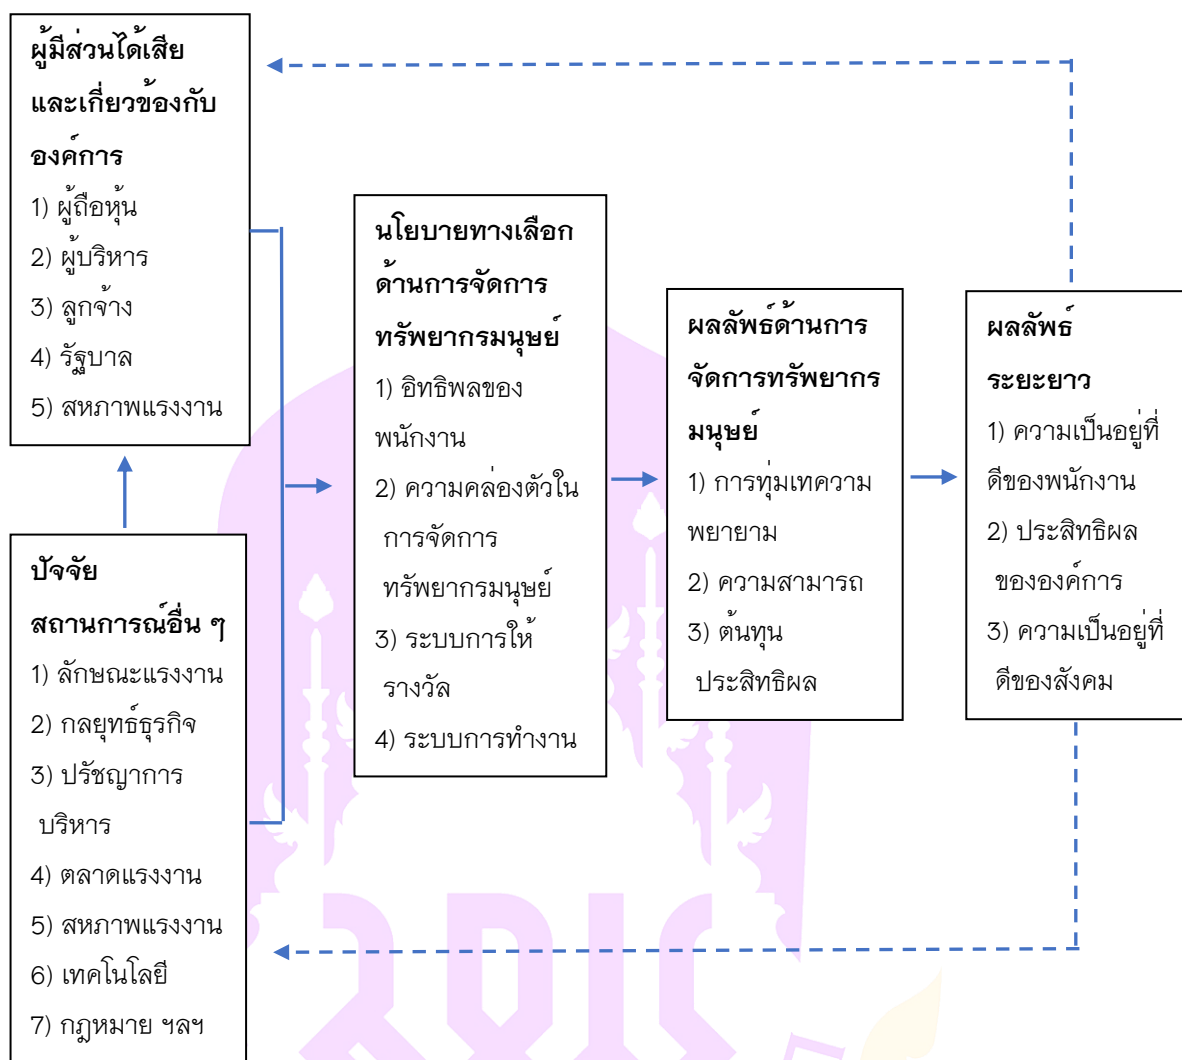 ผู้มีส่วนได้เสีย
และเกี่ยวข้องกับ
องค์การ
1) ผู้ถือหุ้น
2) ผู้บริหาร
3) ลูกจ้าง
4) รัฐบาล
5) สหภาพแรงงาน
ปัจจัย
สถานการณ์อื่น ๆ
1) ลักษณะแรงงาน
2) กลยุทธ์ธุรกิจ
3) ปรัชญาการ
บริหาร
4) ตลาดแรงงาน
5) สหภาพแรงงาน
6) เทคโนโลยี
7) กฎหมาย ฯลฯ
นโยบายทางเลือก
ด้านการจัดการ
ทรัพยากรมนุษย์
1) อิทธิพลของ
พนักงาน
2) ความคล่องตัวใน
การจัดการ
ทรัพยากรมนุษย์
3) ระบบการให้
รางวัล
4) ระบบการทำงาน
ผลลัพธ์ด้านการ
จัดการทรัพยากร
มนุษย์
1) การทุ่มเทความ
พยายาม
2) ความสามารถ
3) ต้นทุน
ประสิทธิผล
ผลลัพธ์
ระยะยาว
1) ความเป็นอยู่ที่
ดีของพนักงาน
2) ประสิทธิผล
ขององค์การ
3) ความเป็นอยู่ที่
ดีของสังคม